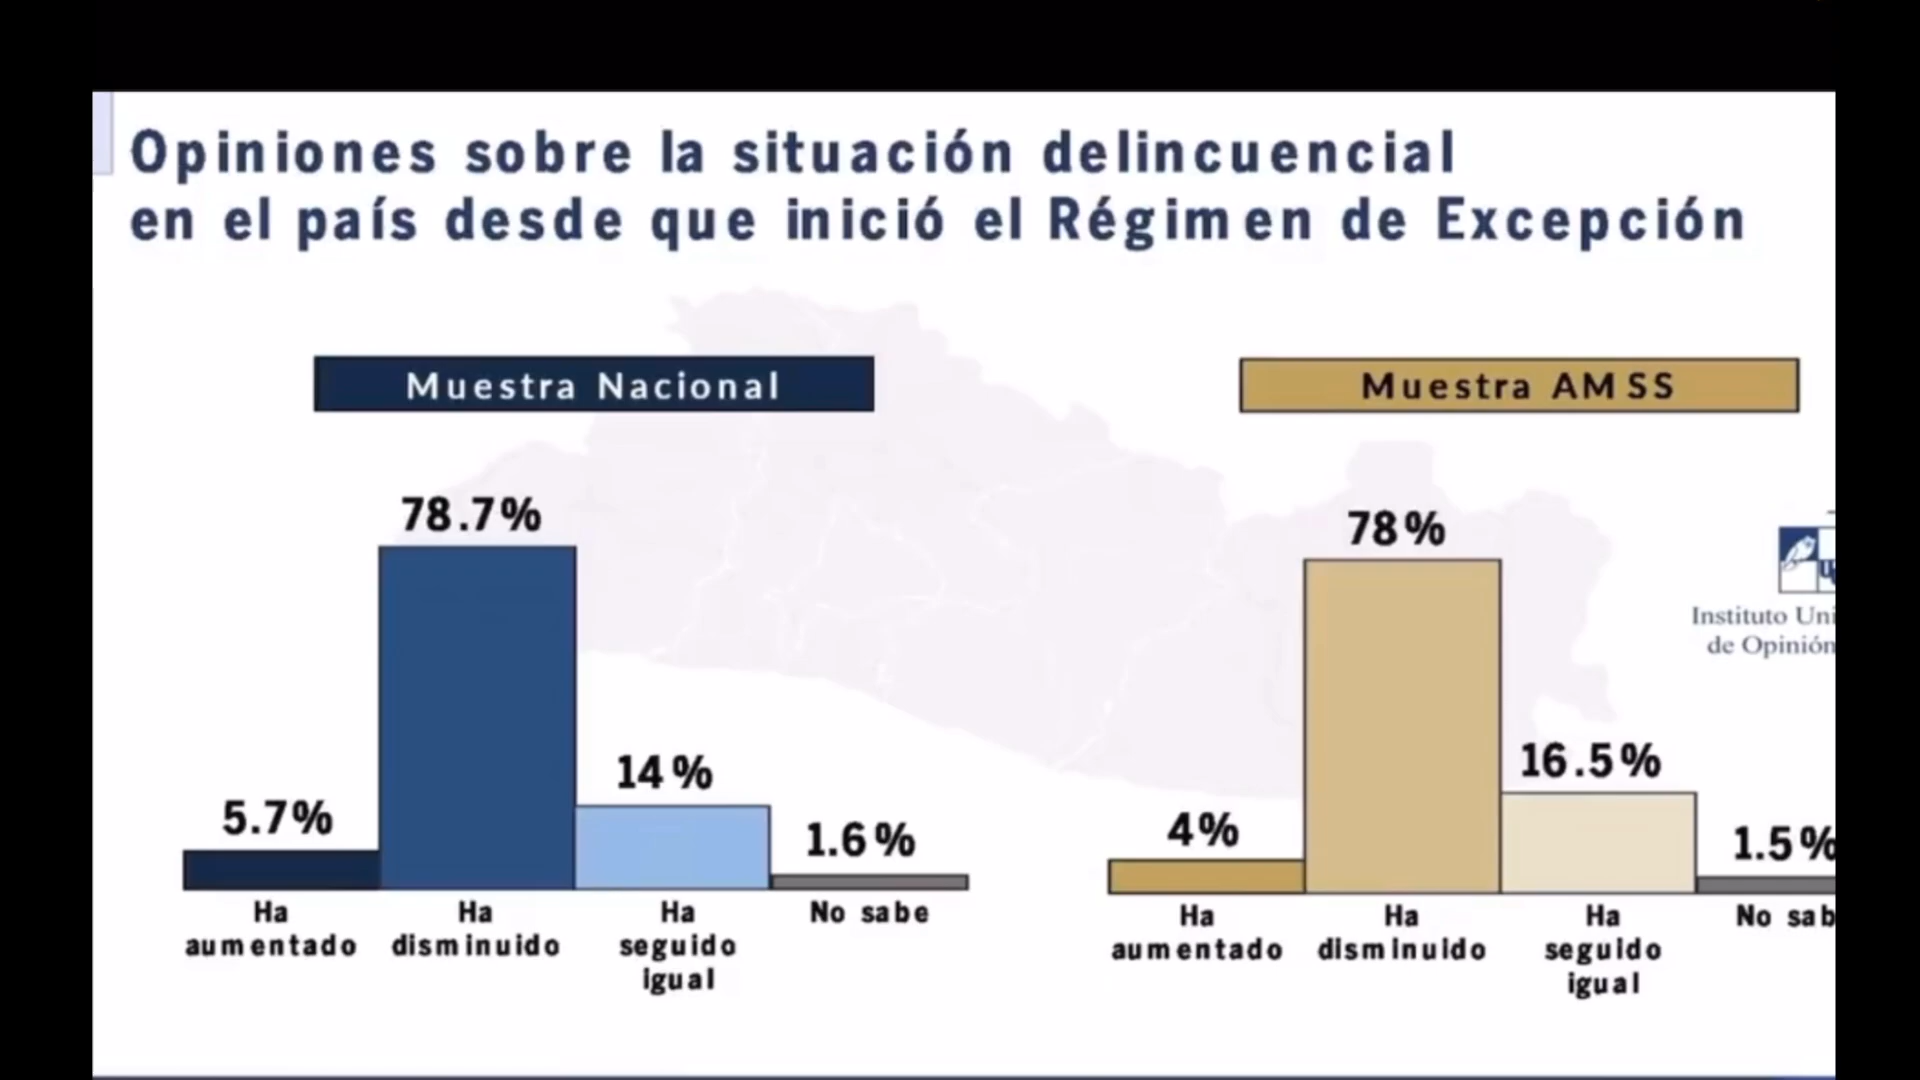 Opiniones sobre la situación delincuencial
en el país desde que inició el Régimen de Excepción
Muestra Nacional
78.7%
14%
5.7%
1.6%
Ha
aumentado
Ha
disminuido
Ha
seguido
igual
No sabe
Muestra AMSS
78%
16.5%
4%
1.5%
Ha
aumentado
Ha
disminuido
Ha
seguido
igual
No sab
Instituto Uni
de Opinión